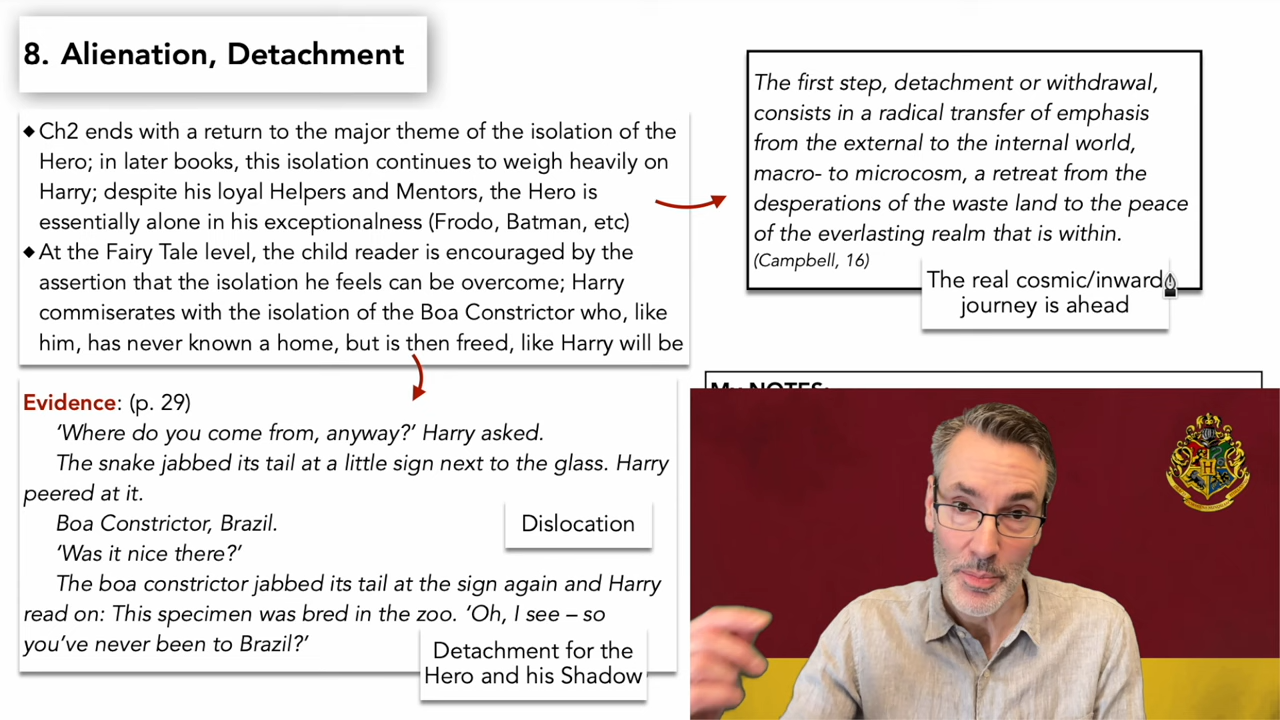 8. Alienation, Detachment
◆ Ch2 ends with a return to the major theme of the isolation of the
Hero; in later books, this isolation continues to weigh heavily on
Harry; despite his loyal Helpers and Mentors, the Hero is
essentially alone in his exceptionalness (Frodo, Batman, etc)
◆ At the Fairy Tale level, the child reader is encouraged by the
assertion that the isolation he feels can be overcome; Harry
commiserates with the isolation of the Boa Constrictor who, like
him, has never known a home, but is then freed, like Harry will be
The first step, detachment or withdrawal,
consists in a radical transfer of emphasis
from the external to the internal world,
macro- to microcosm, a retreat from the
desperations of the waste land to the peace
of the everlasting realm that is within.
(Campbell, 16)
The real cosmic/inward
journey is ahead
Evidence: (p. 29)
‘Where do you come from, anyway?’ Harry asked.
The snake jabbed its tail at a little sign next to the glass. Harry
peered at it.
Boa Constrictor, Brazil.
‘Was it nice there?’
The boa constrictor jabbed its tail at the sign again and Harry
read on: This specimen was bred in the zoo. ‘Oh, I see – so
you’ve never been to Brazil?’
Dislocation
Detachment for the
Hero and his Shadow
My NOTES:
H